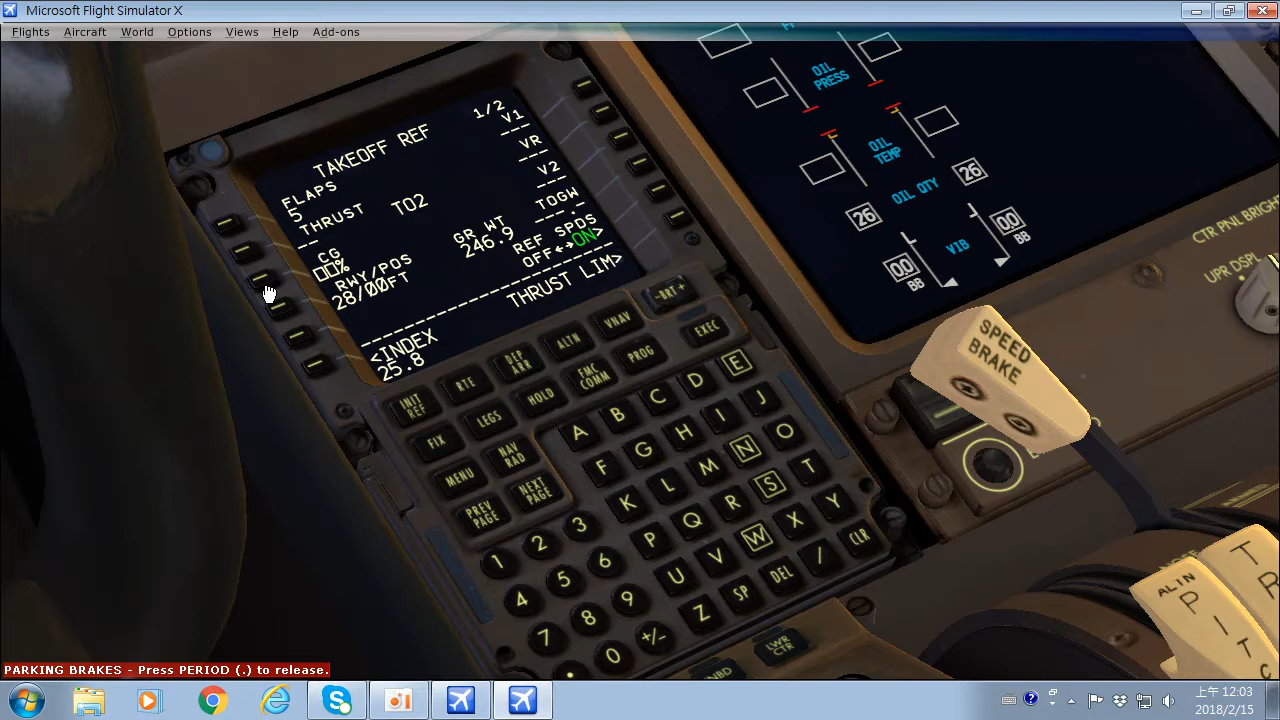 Microsoft Flight Simulator X
Flights Aircraft World Options Views Help Add-ons
TAKEOFF REF 1/2
FLAPS V1
5 ---
THRUST VR
-- TO2 ---
CG V2
□□% ---
RWY/POS GR WT TOGW
28/00FT 246.9 ---.-
REF SPDS
OFF↔ON>
--------------------
<INDEX THRUST LIM>
25.8
-BRT+
INIT REF RTE DEP ARR ALTN VNAV EXEC
FIX LEGS HOLD FMC COMM PROG
MENU NAV RAD
PREV PAGE NEXT PAGE
A B C D E
F G H I J
K L M N O
P Q R S T
U V W X Y
Z SP DEL / CLR
1 2 3
4 5 6
7 8 9
. 0 +/-
OIL PRESS
OIL TEMP
26 OIL QTY 26
00 VIB 00
BB BB
CTR PNL BRIGHT
UPR DSPL
SPEED BRAKE
ALTN PIT
LWR CTR
PARKING BRAKES - Press PERIOD (.) to release.
上午 12:03
2018/2/15